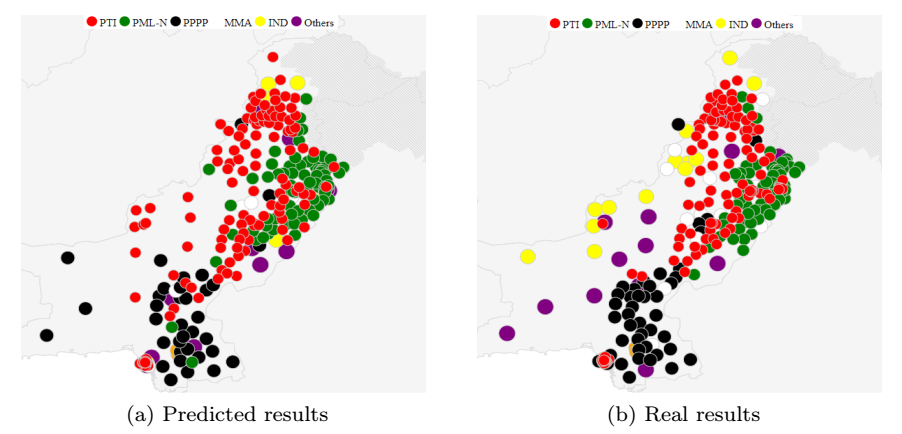 PTI PML-N PPPP MMA IND Others
PTI PML-N PPPP MMA IND Others
(a) Predicted results
(b) Real results